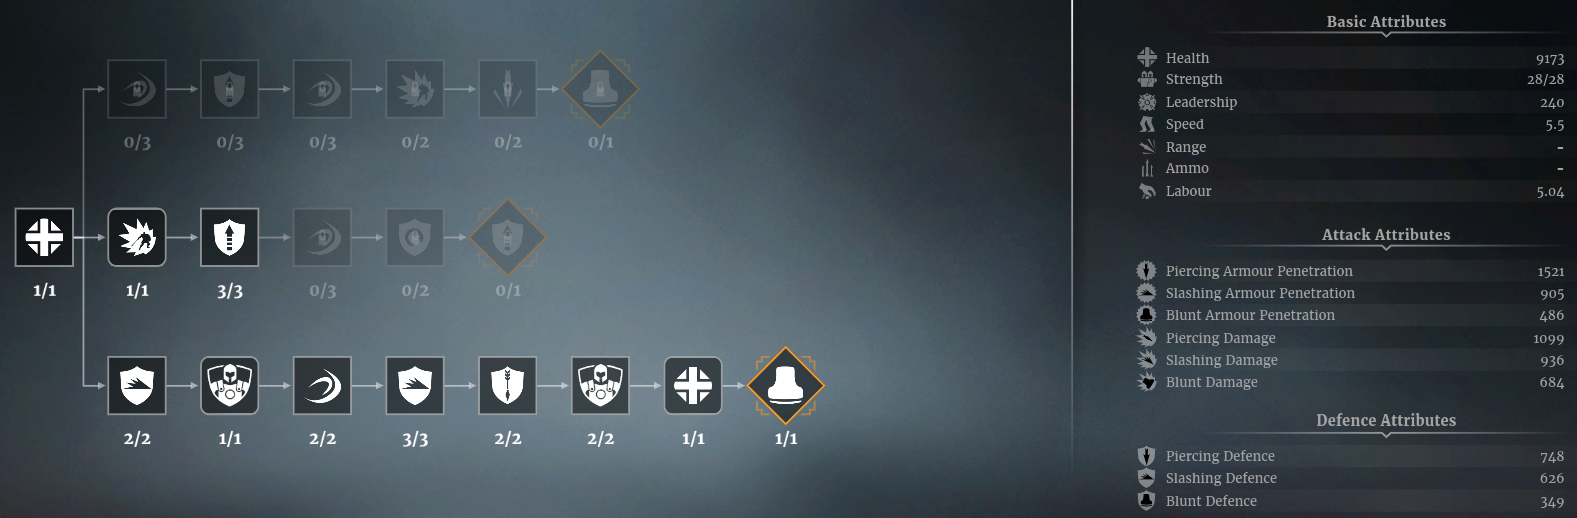 0/3 0/3 0/3 0/2 0/2 0/1
1/1 1/1 3/3 0/3 0/2 0/1
2/2 1/1 2/2 3/3 2/2 2/2 1/1 1/1
Basic Attributes
Health 9173
Strength 28/28
Leadership 240
Speed 5.5
Range -
Ammo -
Labour 5.04
Attack Attributes
Piercing Armour Penetration 1521
Slashing Armour Penetration 905
Blunt Armour Penetration 486
Piercing Damage 1099
Slashing Damage 936
Blunt Damage 684
Defence Attributes
Piercing Defence 748
Slashing Defence 626
Blunt Defence 349